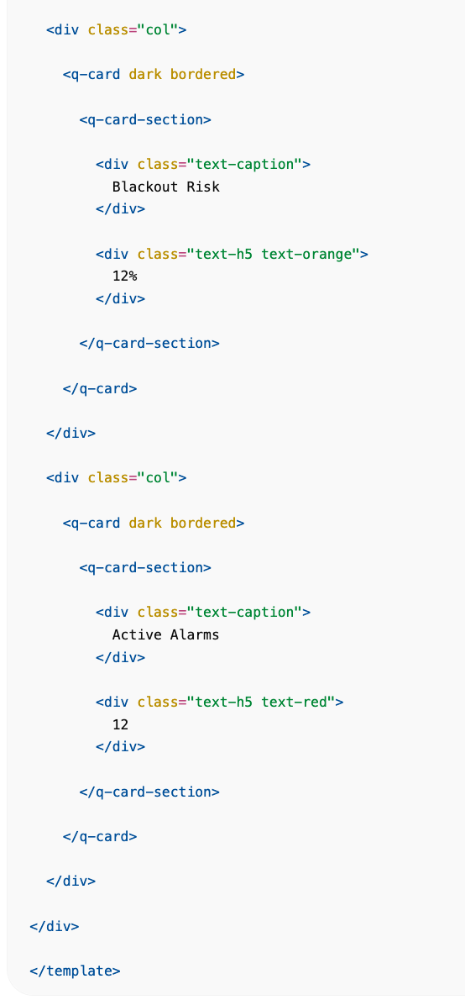 <div class="col">
<q-card dark bordered>
<q-card-section>
<div class="text-caption">
Blackout Risk
</div>
<div class="text-h5 text-orange">
12%
</div>
</q-card-section>
</q-card>
</div>
<div class="col">
<q-card dark bordered>
<q-card-section>
<div class="text-caption">
Active Alarms
</div>
<div class="text-h5 text-red">
12
</div>
</q-card-section>
</q-card>
</div>
</div>
</template>